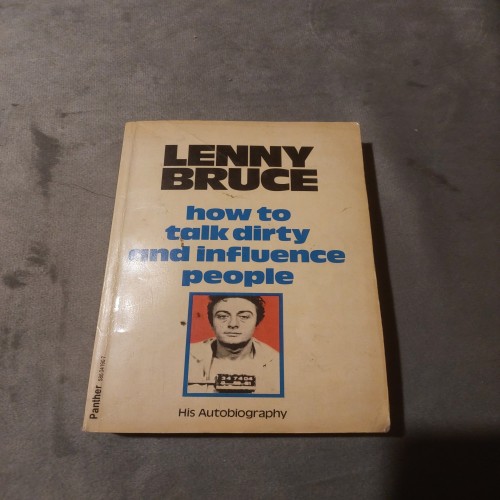 LENNY
BRUCE
how to
talk dirty
and influence
people
His Autobiography
Panther